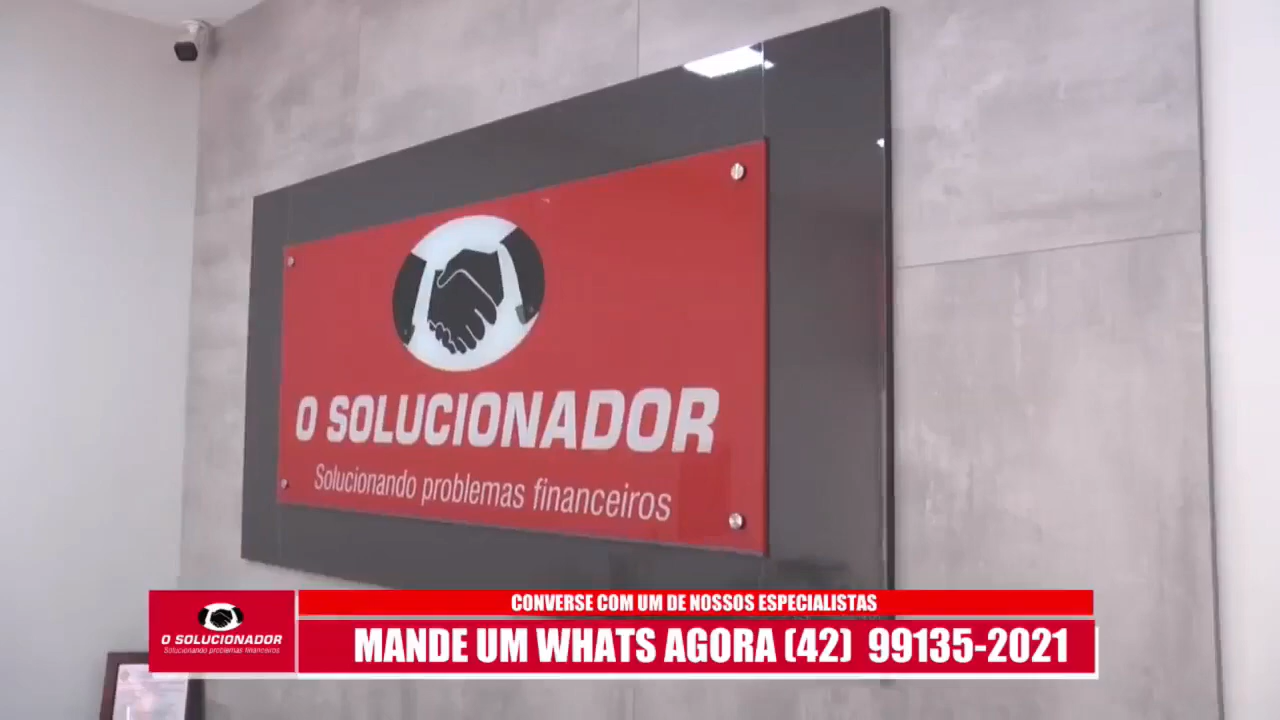 O SOLUCIONADOR
Solucionando problemas financeiros
CONVERSE COM UM DE NOSSOS ESPECIALISTAS
O SOLUCIONADOR
Solucionando problemas financeiros
MANDE UM WHATS AGORA (42) 99135-2021